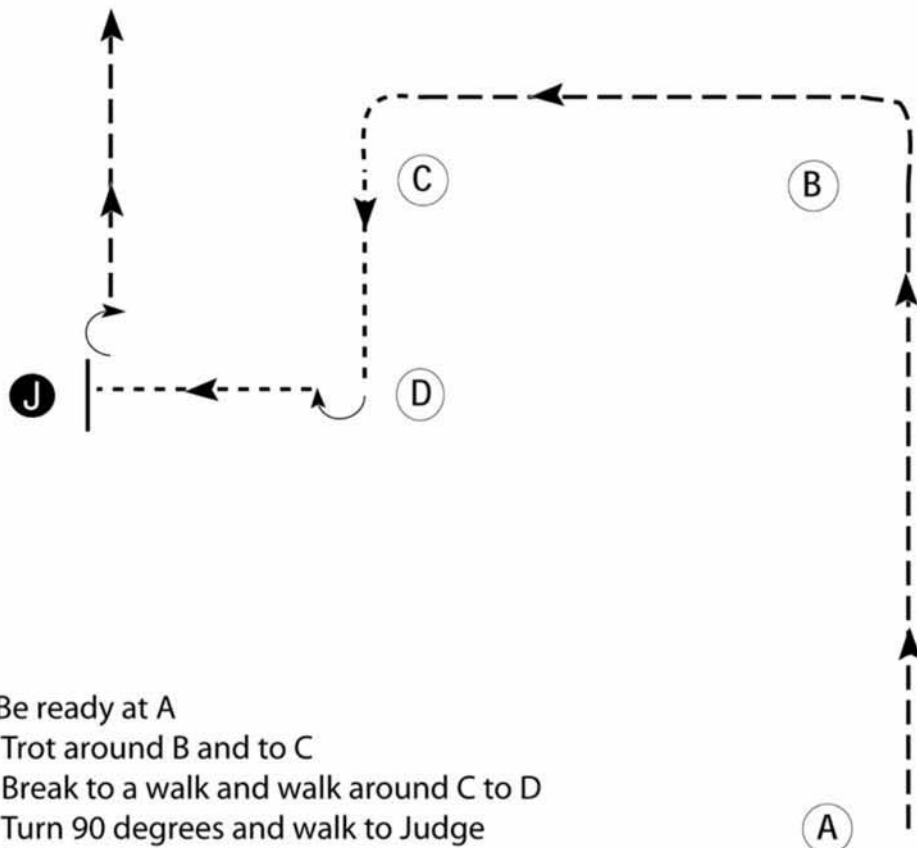 C
B
J
D
Be ready at A
Trot around B and to C
Break to a walk and walk around C to D
Turn 90 degrees and walk to Judge
A